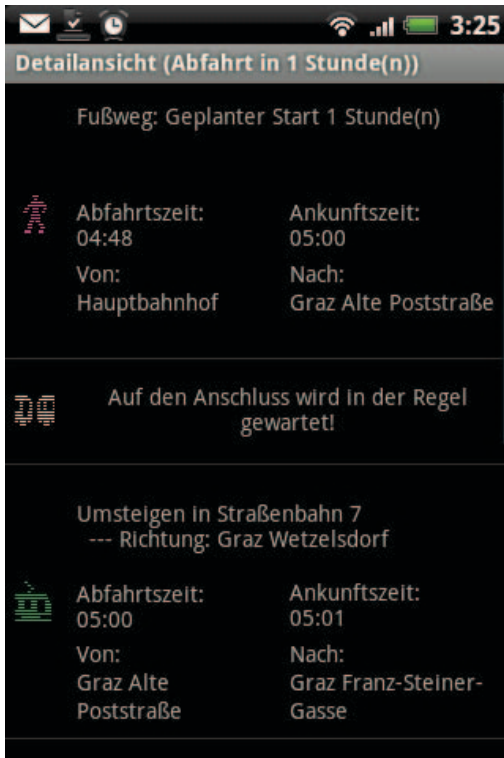 3:25
Detailansicht (Abfahrt in 1 Stunde(n))
Fußweg: Geplanter Start 1 Stunde(n)
Abfahrtszeit: Ankunftszeit:
04:48 05:00
Von: Nach:
Hauptbahnhof Graz Alte Poststraße
Auf den Anschluss wird in der Regel
gewartet!
Umsteigen in Straßenbahn 7
--- Richtung: Graz Wetzelsdorf
Abfahrtszeit: Ankunftszeit:
05:00 05:01
Von: Nach:
Graz Alte Graz Franz-Steiner-
Poststraße Gasse